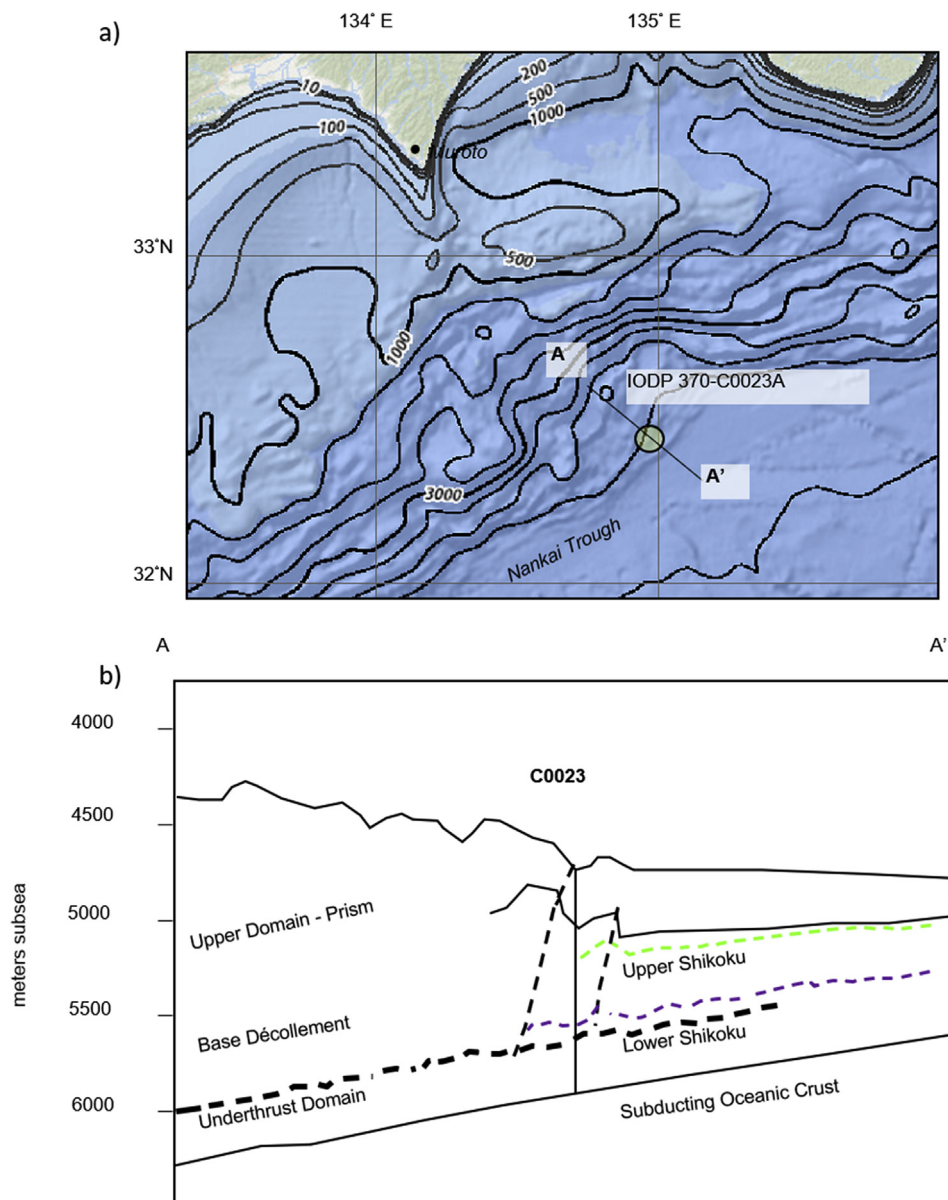 a)
134° E
135° E
200
500
1000
10
100
Muroto
33°N
500
1000
A
IODP 370-C0023A
A'
3000
Nankai Trough
32°N
A
A'
b)
4000
C0023
4500
5000
Upper Domain - Prism
meters subsea
Upper Shikoku
5500
Base Décollement
Lower Shikoku
6000
Underthrust Domain
Subducting Oceanic Crust